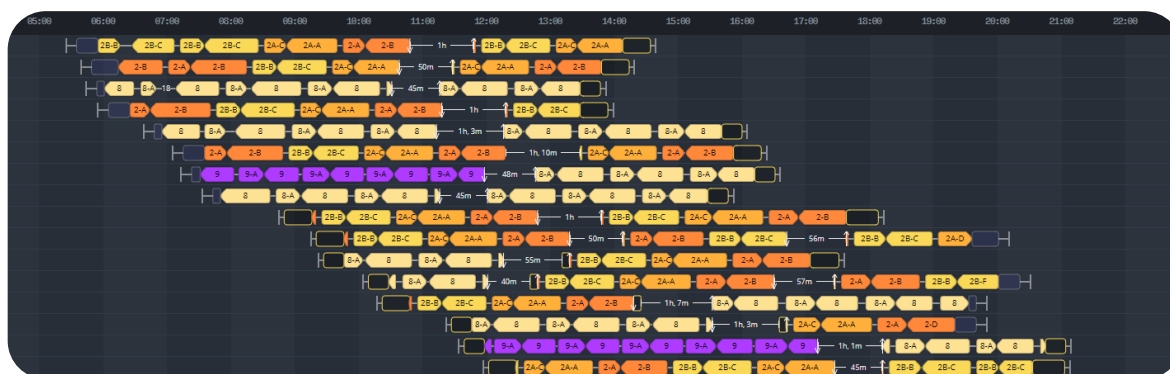 05:00 06:00 07:00 08:00 09:00 10:00 11:00 12:00 13:00 14:00 15:00 16:00 17:00 18:00 19:00 20:00 21:00 22:00
2B-B 2B-C 2B-B 2B-C 2A-C 2A-A 2-A 2-B 1h 2B-B 2B-C 2A-C 2A-A
2-B 2-A 2-B 2B-B 2B-C 2A-C 2A-A 2-B 50m 2A-C 2A-A 2-A 2-B
8 8-A 18 8 8-A 8 8-A 8 8-A 8 45m 8-A 8 8-A 8
2-A 2-B 2B-B 2B-C 2A-C 2A-A 2-A 2-B 1h 2B-B 2B-C
8 8-A 8 8-A 8 8-A 8 1h, 3m 8-A 8 8-A 8 8-A 8 8-A 8
2-A 2-B 2B-B 2B-C 2A-C 2A-A 2-A 2-B 1h, 10m 2A-C 2A-A 2-A 2-B
9 9-A 9 9-A 9 9-A 9 9-A 9 48m 8-A 8 8-A 8 8-A 8
8 8-A 8 8-A 8 8-A 45m 8-A 8 8-A 8 8-A 8
2B-B 2B-C 2A-C 2A-A 2-A 2-B 1h 2B-B 2B-C 2A-C 2A-A 2-A 2-B
2B-B 2B-C 2A-C 2A-A 2-A 2-B 50m 2-A 2-B 2B-B 2B-C 56m 2B-B 2B-C 2A-D
8-A 8 8-A 8 55m 2B-B 2B-C 2A-C 2A-A 2-A 2-B
8-A 8 40m 2B-B 2B-C 2A-C 2A-A 2-A 2-B 57m 2-A 2-B 2B-B 2B-F
2B-B 2B-C 2A-C 2A-A 2-A 2-B 1h, 7m 8-A 8 8-A 8 8-A 8 8-A 8
8-A 8 8-A 8 8-A 8 1h, 3m 2A-C 2A-A 2-A 2-D
9-A 9 9-A 9 9-A 9 9-A 9 9-A 9 1h, 1m 8-A 8 8-A 8
2A-C 2A-A 2-A 2-B 2B-B 2B-C 2A-C 2A-A 45m 2B-B 2B-C 2B-B 2B-C